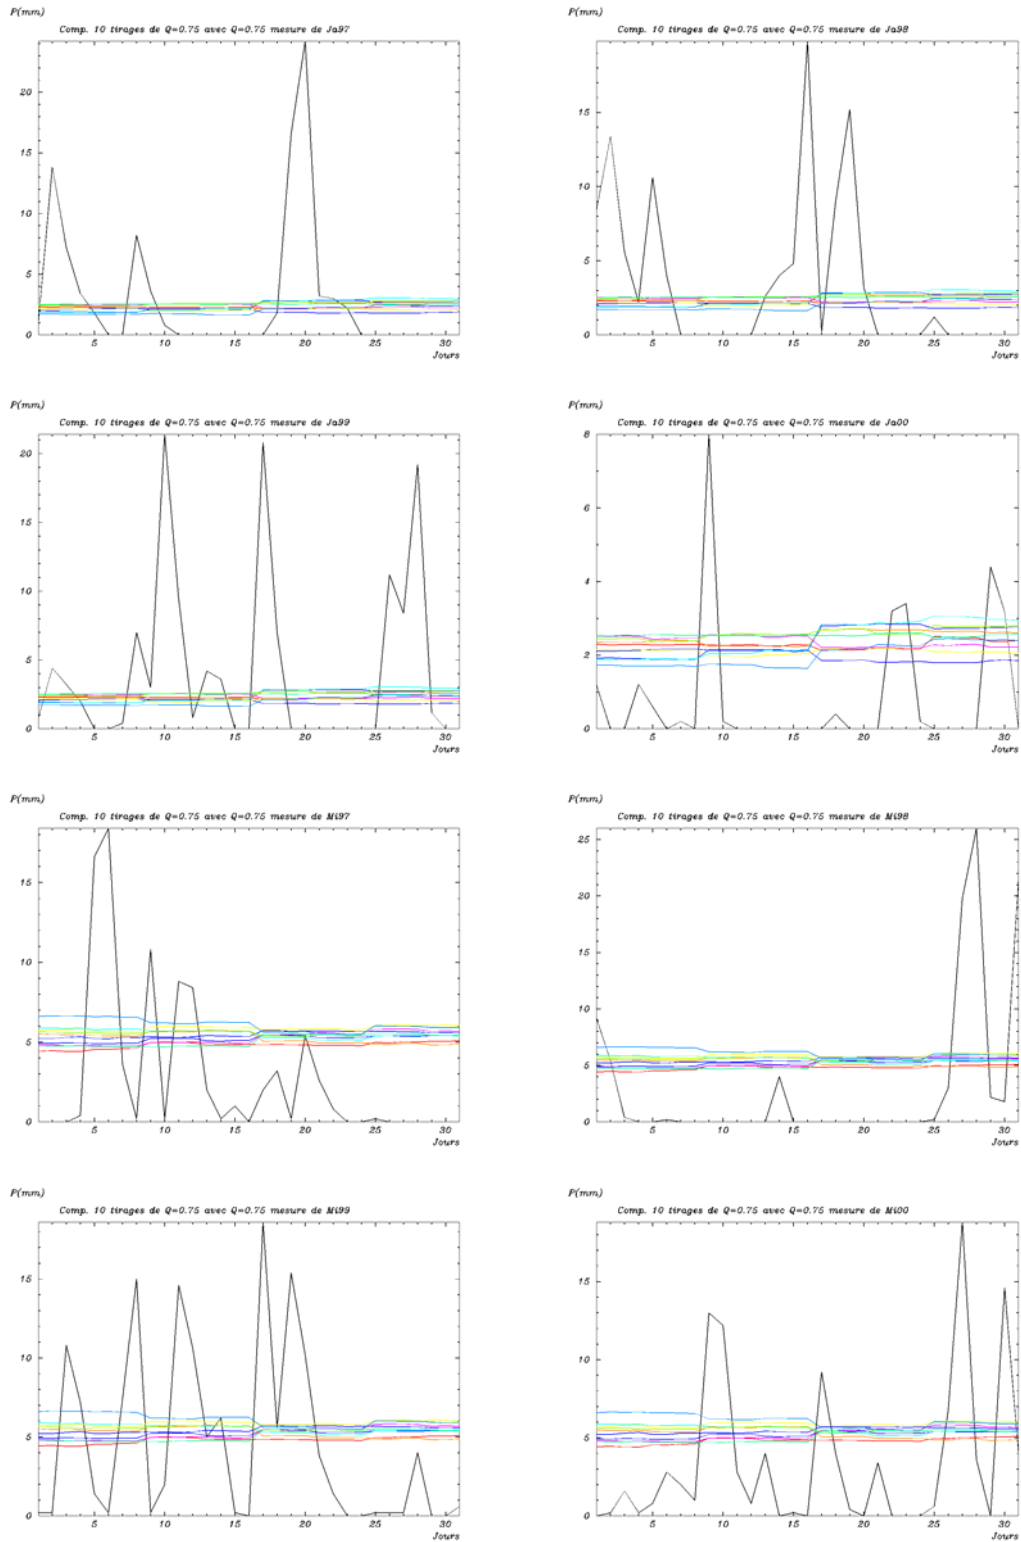 P(mm)
Comp. 10 tirages de Q=0.75 avec Q=0.75 mesure de Ja97
20
15
10
5
0
5 10 15 20 25 30
Jours
P(mm)
Comp. 10 tirages de Q=0.75 avec Q=0.75 mesure de Ja98
15
10
5
0
5 10 15 20 25 30
Jours
P(mm)
Comp. 10 tirages de Q=0.75 avec Q=0.75 mesure de Ja99
20
15
10
5
0
5 10 15 20 25 30
Jours
P(mm)
Comp. 10 tirages de Q=0.75 avec Q=0.75 mesure de Ja00
8
6
4
2
0
5 10 15 20 25 30
Jours
P(mm)
Comp. 10 tirages de Q=0.75 avec Q=0.75 mesure de Mi97
15
10
5
0
5 10 15 20 25 30
Jours
P(mm)
Comp. 10 tirages de Q=0.75 avec Q=0.75 mesure de Mi98
25
20
15
10
5
0
5 10 15 20 25 30
Jours
P(mm)
Comp. 10 tirages de Q=0.75 avec Q=0.75 mesure de Mi99
15
10
5
0
5 10 15 20 25 30
Jours
P(mm)
Comp. 10 tirages de Q=0.75 avec Q=0.75 mesure de Mi00
15
10
5
0
5 10 15 20 25 30
Jours